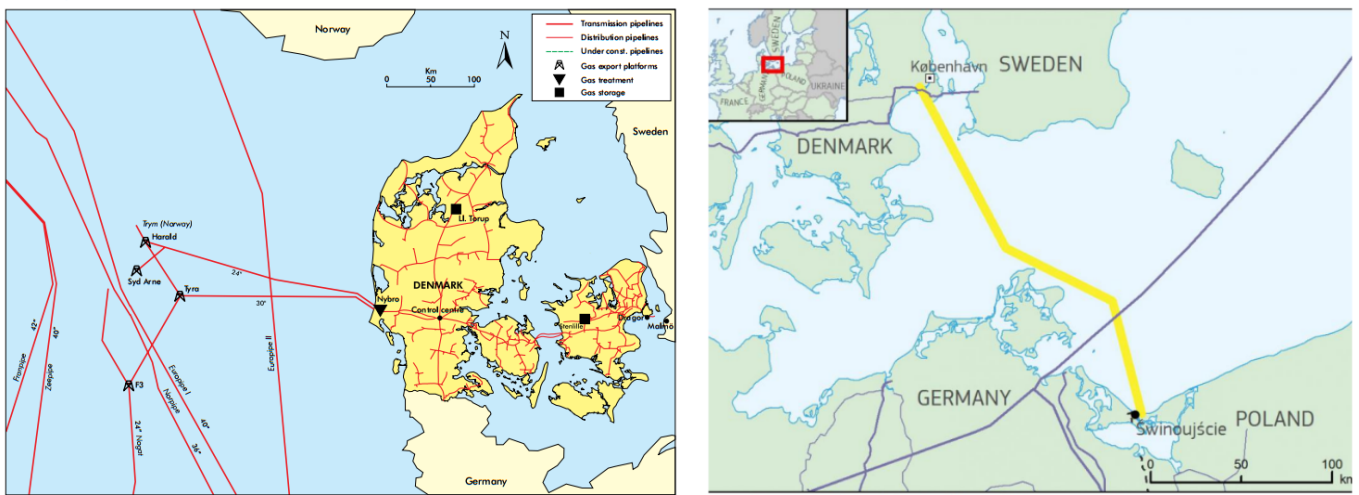 Norway
Transmission pipelines
Distribution pipelines
Under const. pipelines
Gas export platforms
Gas treatment
Gas storage
N
Km
0 50 100
Sweden
Trym (Norway)
Harald
Syd Arne
24"
Tyra
30"
Ll. Torup
DENMARK
Nybro
Control centre
Stenlille
Dragør
Malmö
Europipe II
42"
40"
Franpipe
Zeepipe
Europipe I
Norpipe
40"
36"
F3
24" Nogat
Germany
SWEDEN
GERMANY
POLAND
FRANCE
UKRAINE
København
SWEDEN
DENMARK
GERMANY
POLAND
Świnoujście
0 50 100
km